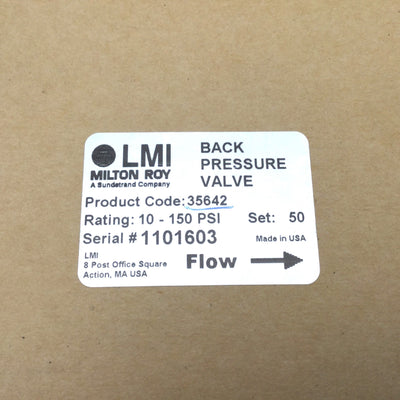 LMI
MILTON ROY
A Sundstrand Company
BACK
PRESSURE
VALVE
Product Code: 35642
Rating: 10 - 150 PSI Set: 50
Serial # 1101603 Made in USA
LMI
8 Post Office Square
Action, MA USA
Flow